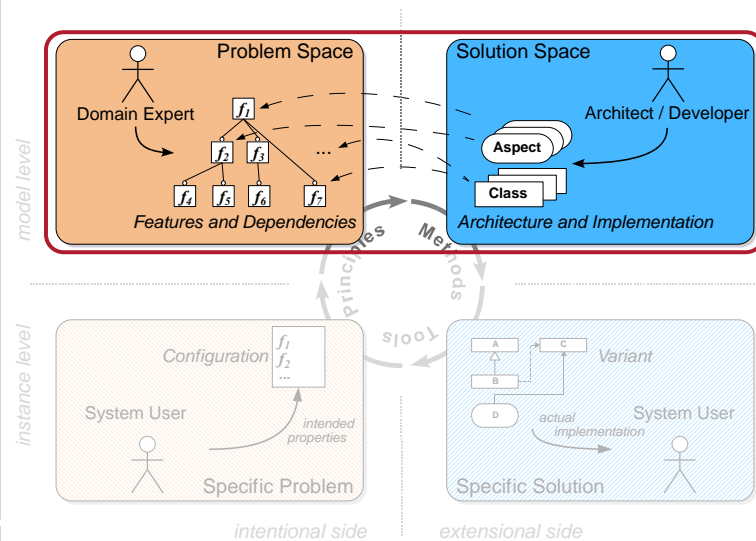 Problem Space
Domain Expert
f1
f2
f3
...
f4
f5
f6
f7
Features and Dependencies
Solution Space
Architect / Developer
Aspect
Class
Architecture and Implementation
model level
Principles
Methods
Tools
instance level
Configuration
f1
f2
...
System User
intended
properties
Specific Problem
A
C
B
D
Variant
actual
implementation
System User
Specific Solution
intentional side
extensional side